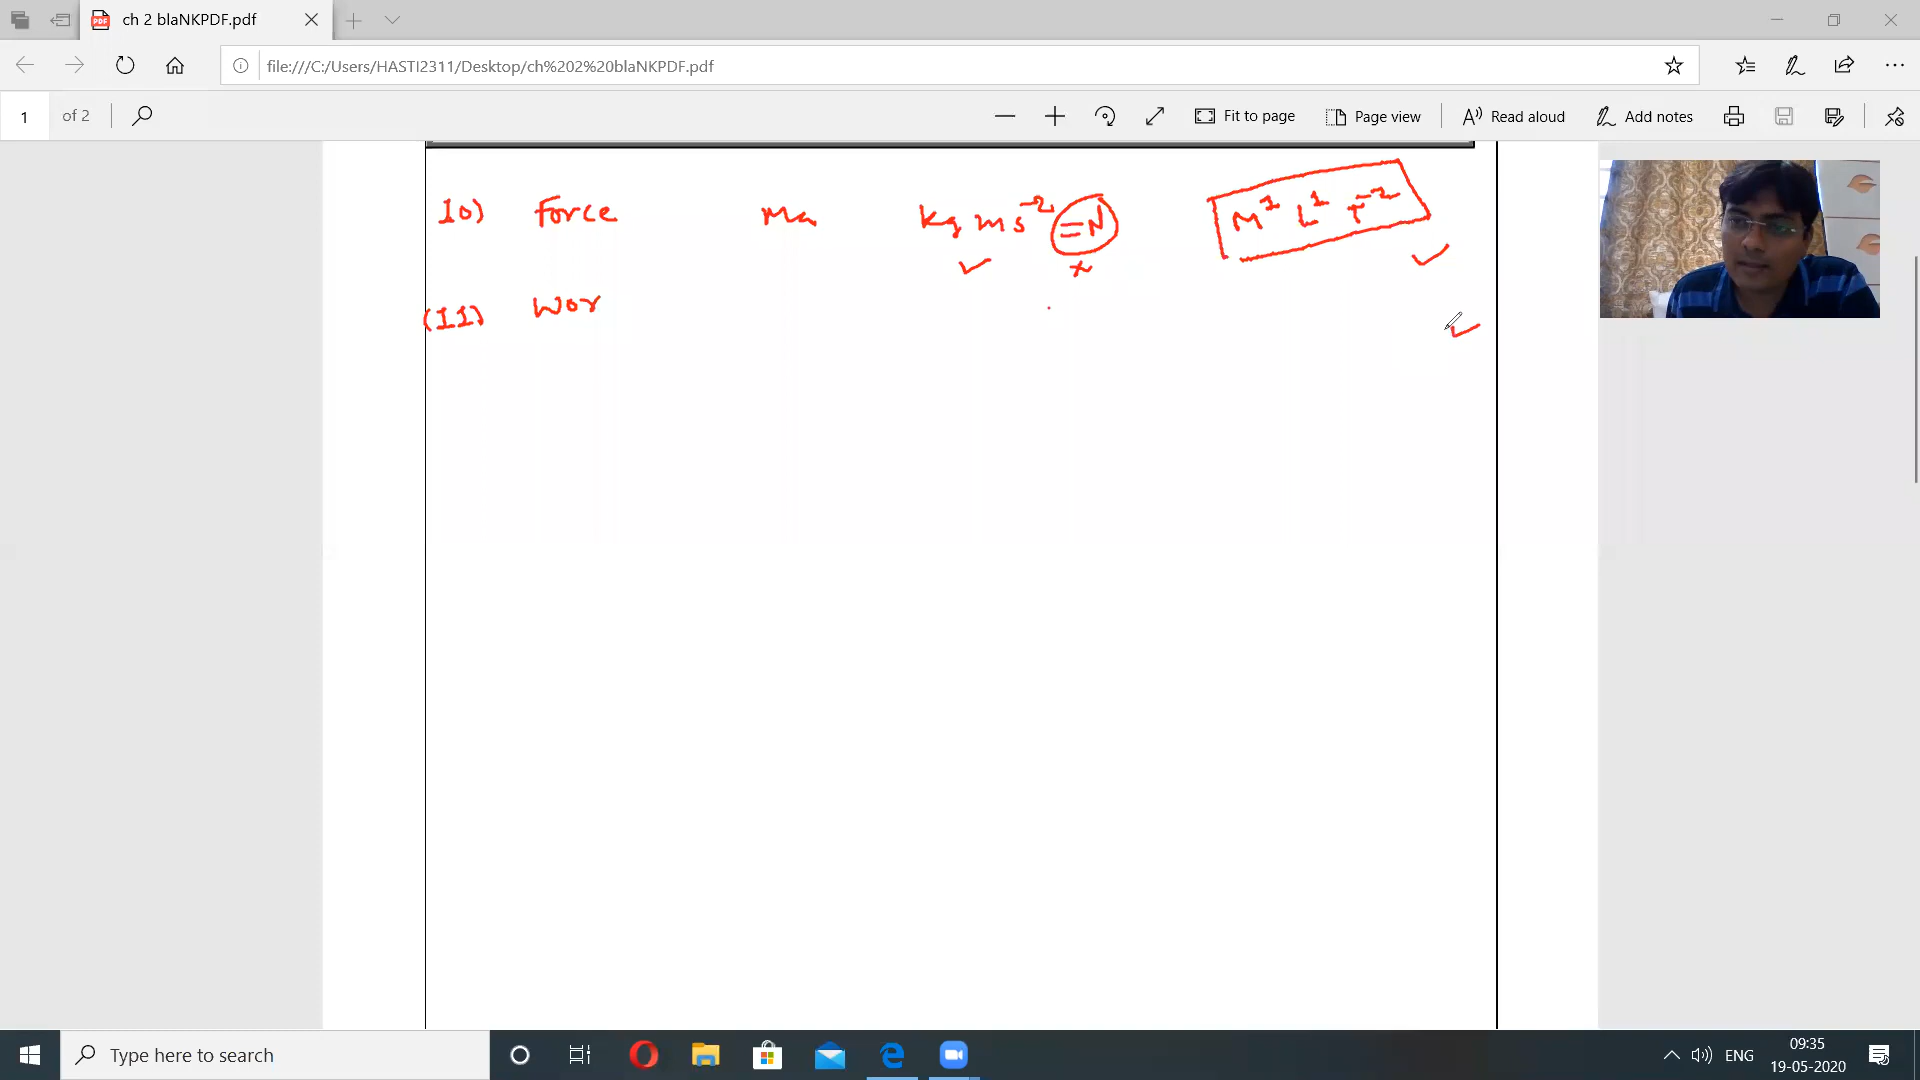 ch 2 blaNKPDF.pdf
file:///C:/Users/HASTI2311/Desktop/ch%202%20blaNKPDF.pdf
1 of 2 Fit to page Page view Read aloud Add notes
10) Force Ma kg m s⁻² =N M¹ L¹ T⁻²
(11) Wor
Type here to search
ENG
09:35
19-05-2020